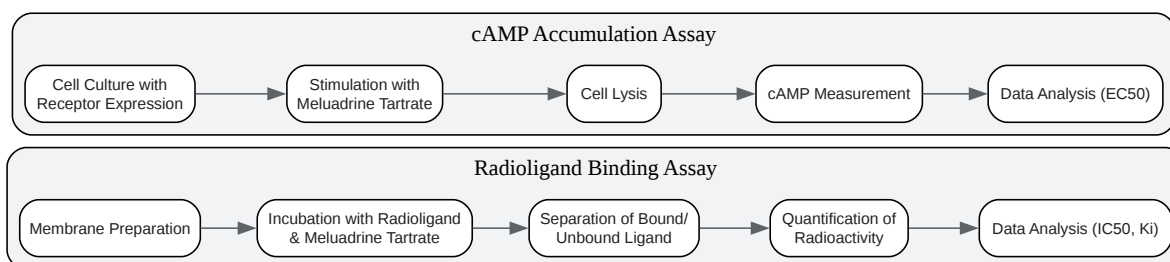 cAMP Accumulation Assay
Cell Culture with
Receptor Expression
Stimulation with
Meluadrine Tartrate
Cell Lysis
cAMP Measurement
Data Analysis (EC50)
Radioligand Binding Assay
Membrane Preparation
Incubation with Radioligand
& Meluadrine Tartrate
Separation of Bound/
Unbound Ligand
Quantification of
Radioactivity
Data Analysis (IC50, Ki)